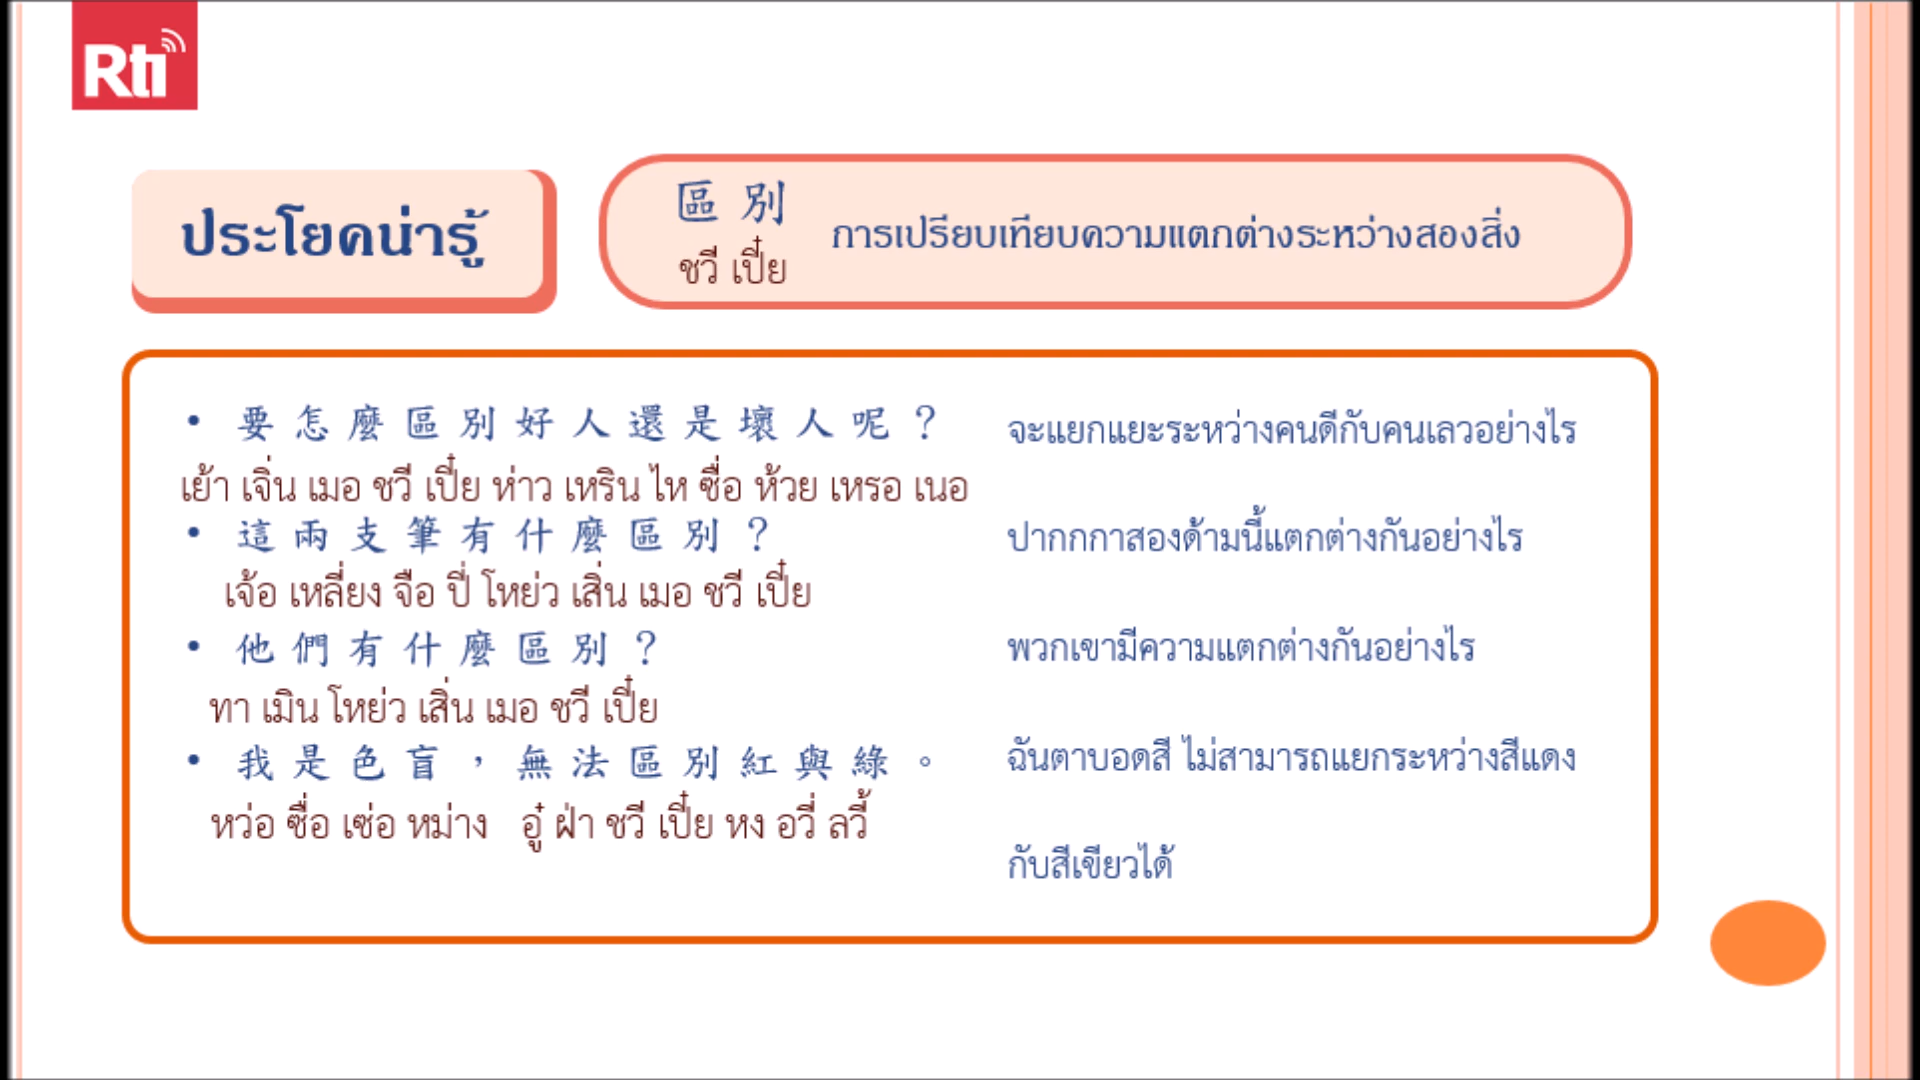 Rti
ประโยคน่ารู้
區別
ชวี เปี๋ย
การเปรียบเทียบความแตกต่างระหว่างสองสิ่ง
• 要怎麼區別好人還是壞人呢？
เย้า เจิ่น เมอ ชวี เปี๋ย ห่าว เหริน ไห ซื่อ ห้วย เหรอ เนอ
• 這兩支筆有什麼區別？
เจ้อ เหลี่ยง จือ ปี่ โหย่ว เสิ่น เมอ ชวี เปี๋ย
• 他們有什麼區別？
ทา เมิน โหย่ว เสิ่น เมอ ชวี เปี๋ย
• 我是色盲，無法區別紅與綠。
หว่อ ซื่อ เซ่อ หม่าง อู๋ ฝ่า ชวี เปี๋ย หง อวี่ ลวี้
จะแยกแยะระหว่างคนดีกับคนเลวอย่างไร
ปากกกาสองด้ามนี้แตกต่างกันอย่างไร
พวกเขามีความแตกต่างกันอย่างไร
ฉันตาบอดสี ไม่สามารถแยกระหว่างสีแดง
กับสีเขียวได้